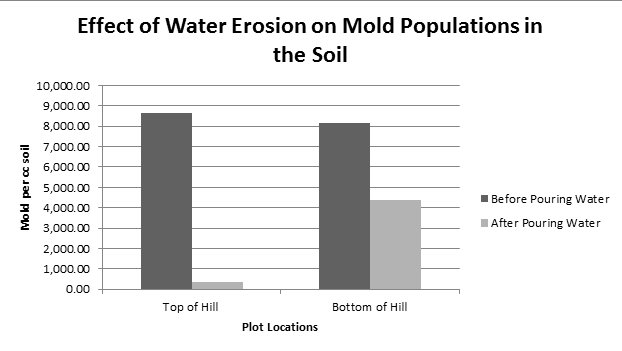 Effect of Water Erosion on Mold Populations in
the Soil
10,000.00
9,000.00
8,000.00
7,000.00
6,000.00
5,000.00
4,000.00
3,000.00
2,000.00
1,000.00
0.00
Mold per cc soil
Top of Hill
Bottom of Hill
Plot Locations
Before Pouring Water
After Pouring Water